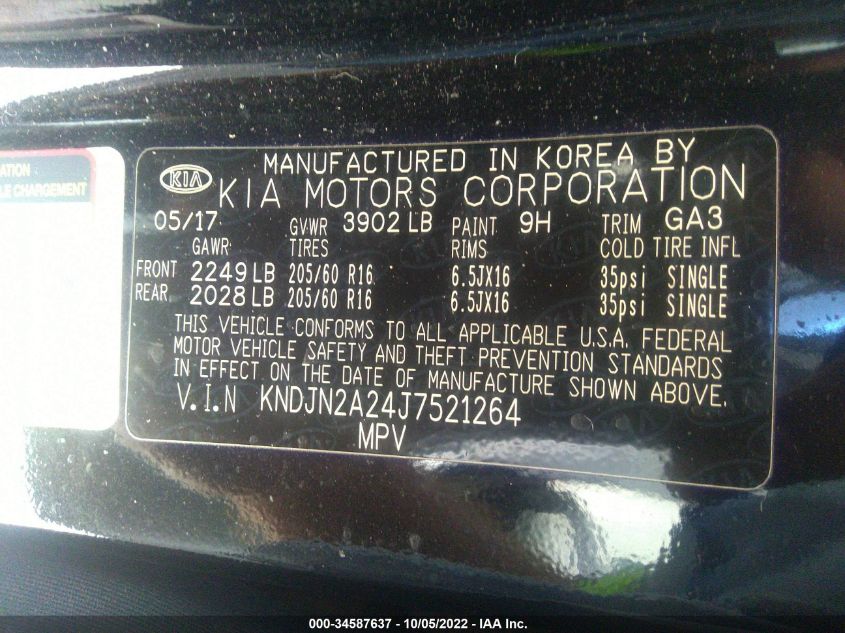 ATION
LE CHARGEMENT
MANUFACTURED IN KOREA BY
KIA KIA MOTORS CORPORATION
05/17 GVWR 3902 LB PAINT 9H TRIM GA3
GAWR TIRES RIMS COLD TIRE INFL
FRONT 2249 LB 205/60 R16 6.5JX16 35psi SINGLE
REAR 2028 LB 205/60 R16 6.5JX16 35psi SINGLE
THIS VEHICLE CONFORMS TO ALL APPLICABLE U.S.A. FEDERAL
MOTOR VEHICLE SAFETY AND THEFT PREVENTION STANDARDS
IN EFFECT ON THE DATE OF MANUFACTURE SHOWN ABOVE.
V.I.N KNDJN2A24J7521264
MPV
000-34587637 - 10/05/2022 - IAA Inc.